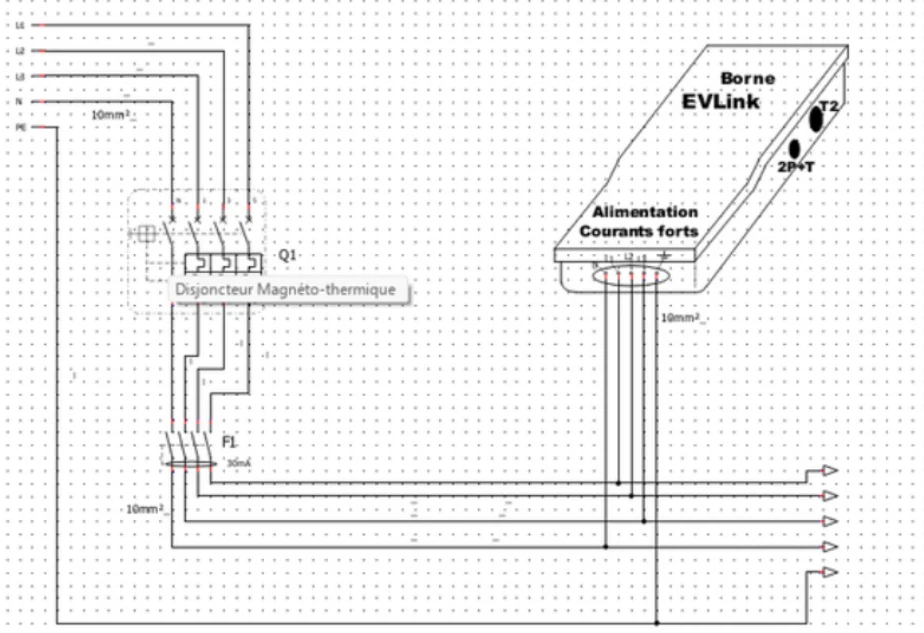 L1
L2
L3
N
10mm²
PE
Borne
EVLink
T2
2P+T
Alimentation
Courants forts
N
L2
Q1
Disjoncteur Magnéto-thermique
10mm²
F1
30mA
10mm²